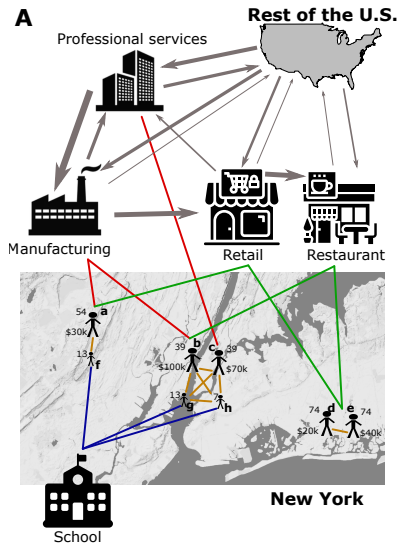 A
Rest of the U.S.
Professional services
Manufacturing
Retail
Restaurant
54
a
$30k
13
f
39
b
c
39
$100k
$70k
13
g
7
h
74
d
e
74
$20k
$40k
New York
School